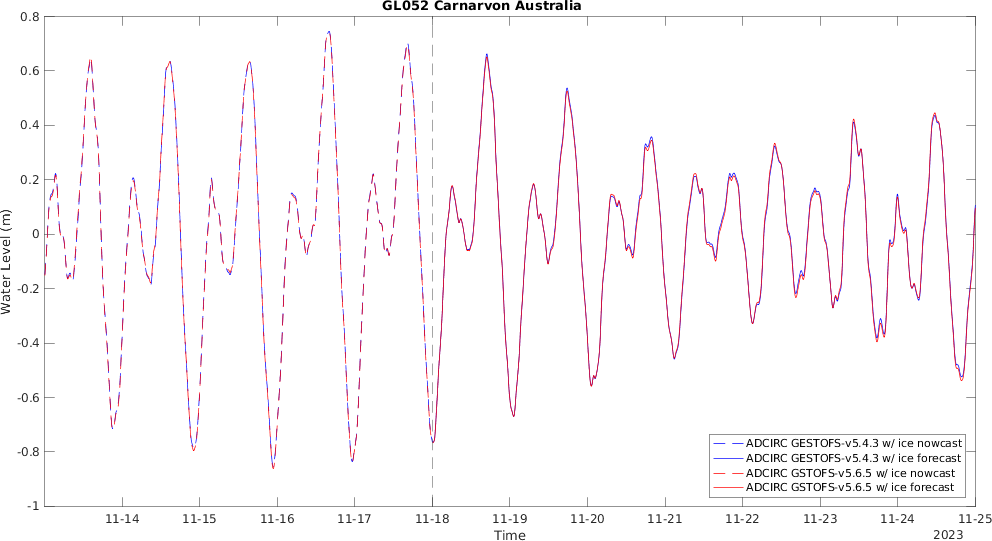 GL052 Carnarvon Australia
0.8
0.6
0.4
0.2
0
-0.2
-0.4
-0.6
-0.8
-1
Water Level (m)
ADCIRC GESTOFS-v5.4.3 w/ ice nowcast
ADCIRC GESTOFS-v5.4.3 w/ ice forecast
ADCIRC GSTOFS-v5.6.5 w/ ice nowcast
ADCIRC GSTOFS-v5.6.5 w/ ice forecast
11-14 11-15 11-16 11-17 11-18 11-19 11-20 11-21 11-22 11-23 11-24 11-25
Time
2023